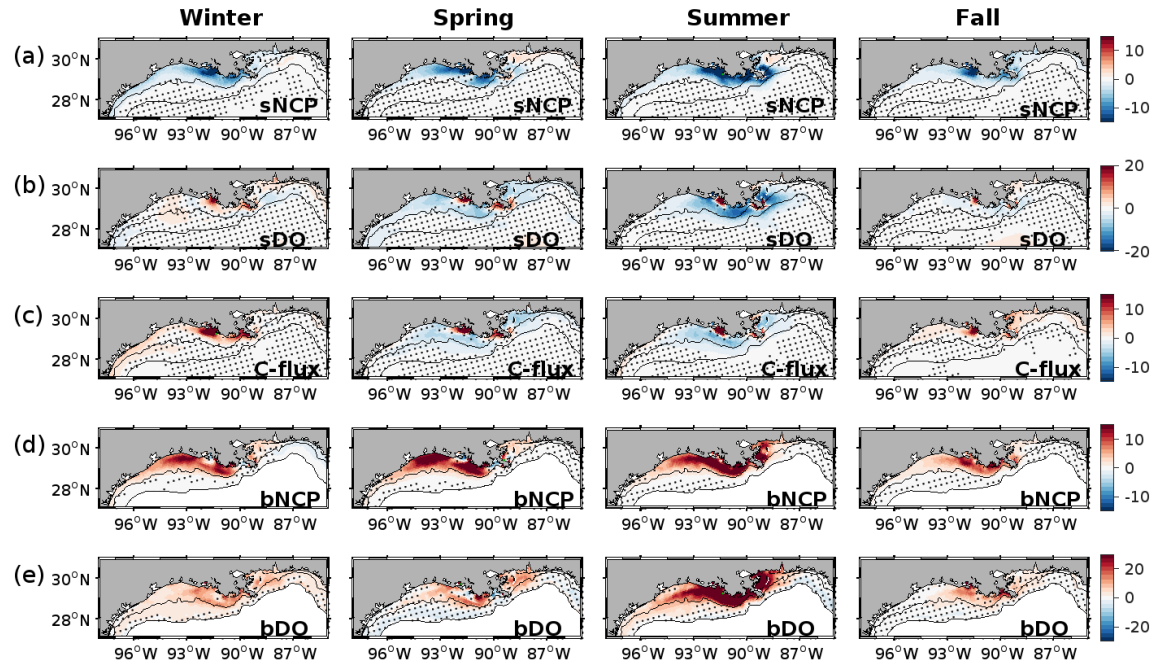 Winter Spring Summer Fall
(a) 30°N 28°N sNCP sNCP sNCP sNCP 10 0 -10
96°W 93°W 90°W 87°W 96°W 93°W 90°W 87°W 96°W 93°W 90°W 87°W 96°W 93°W 90°W 87°W
(b) 30°N 28°N sDO sDO sDO sDO 20 0 -20
96°W 93°W 90°W 87°W 96°W 93°W 90°W 87°W 96°W 93°W 90°W 87°W 96°W 93°W 90°W 87°W
(c) 30°N 28°N C-flux C-flux C-flux C-flux 10 0 -10
96°W 93°W 90°W 87°W 96°W 93°W 90°W 87°W 96°W 93°W 90°W 87°W 96°W 93°W 90°W 87°W
(d) 30°N 28°N bNCP bNCP bNCP bNCP 10 0 -10
96°W 93°W 90°W 87°W 96°W 93°W 90°W 87°W 96°W 93°W 90°W 87°W 96°W 93°W 90°W 87°W
(e) 30°N 28°N bDO bDO bDO bDO 20 0 -20
96°W 93°W 90°W 87°W 96°W 93°W 90°W 87°W 96°W 93°W 90°W 87°W 96°W 93°W 90°W 87°W